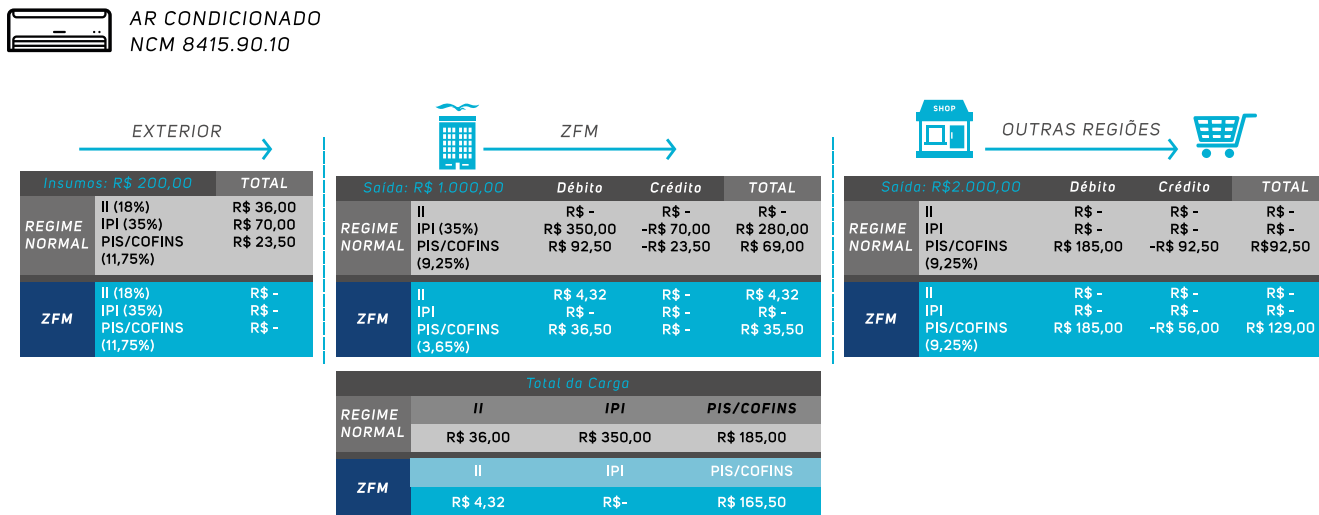 AR CONDICIONADO
NCM 8415.90.10
EXTERIOR
Insumos: R$ 200,00 TOTAL
REGIME NORMAL
II (18%) R$ 36,00
IPI (35%) R$ 70,00
PIS/COFINS R$ 23,50
(11,75%)
ZFM
II (18%) R$ -
IPI (35%) R$ -
PIS/COFINS R$ -
(11,75%)
ZFM
Saída: R$ 1.000,00 Débito Crédito TOTAL
REGIME NORMAL
II R$ - R$ - R$ -
IPI (35%) R$ 350,00 -R$ 70,00 R$ 280,00
PIS/COFINS R$ 92,50 -R$ 23,50 R$ 69,00
(9,25%)
ZFM
II R$ 4,32 R$ - R$ 4,32
IPI R$ - R$ - R$ -
PIS/COFINS R$ 36,50 R$ - R$ 35,50
(3,65%)
SHOP
OUTRAS REGIÕES
Saída: R$2.000,00 Débito Crédito TOTAL
REGIME NORMAL
II R$ - R$ - R$ -
IPI R$ - R$ - R$ -
PIS/COFINS R$ 185,00 -R$ 92,50 R$92,50
(9,25%)
ZFM
II R$ - R$ - R$ -
IPI R$ - R$ - R$ -
PIS/COFINS R$ 185,00 -R$ 56,00 R$ 129,00
(9,25%)
Total da Carga
REGIME NORMAL
II IPI PIS/COFINS
R$ 36,00 R$ 350,00 R$ 185,00
ZFM
II IPI PIS/COFINS
R$ 4,32 R$- R$ 165,50